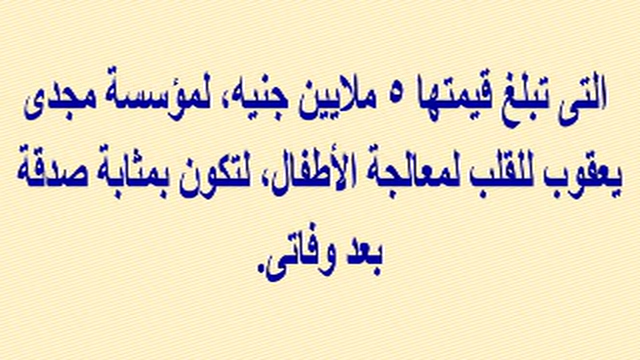 التى تبلغ قيمتها ٥ ملايين جنيه، لمؤسسة مجدى
يعقوب للقلب لمعالجة الأطفال، لتكون بمثابة صدقة
بعد وفاتى.